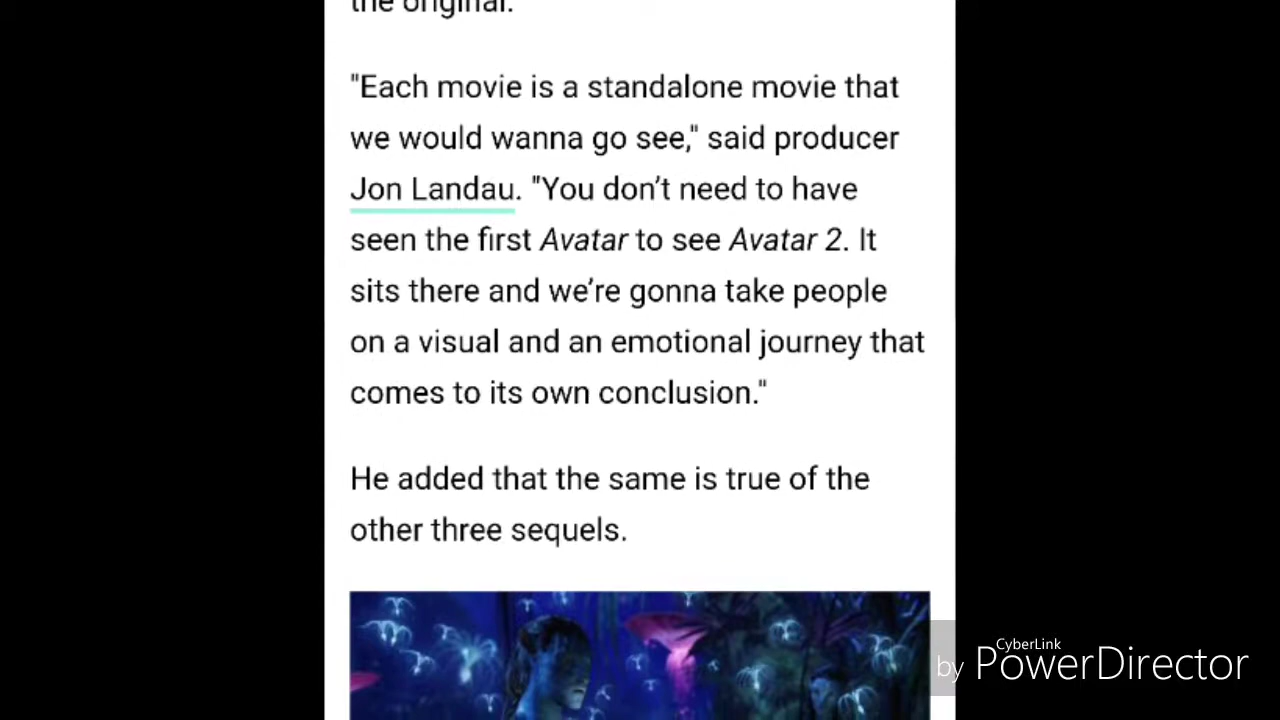 the original.
"Each movie is a standalone movie that
we would wanna go see," said producer
Jon Landau. "You don’t need to have
seen the first Avatar to see Avatar 2. It
sits there and we’re gonna take people
on a visual and an emotional journey that
comes to its own conclusion."
He added that the same is true of the
other three sequels.
CyberLink
by PowerDirector